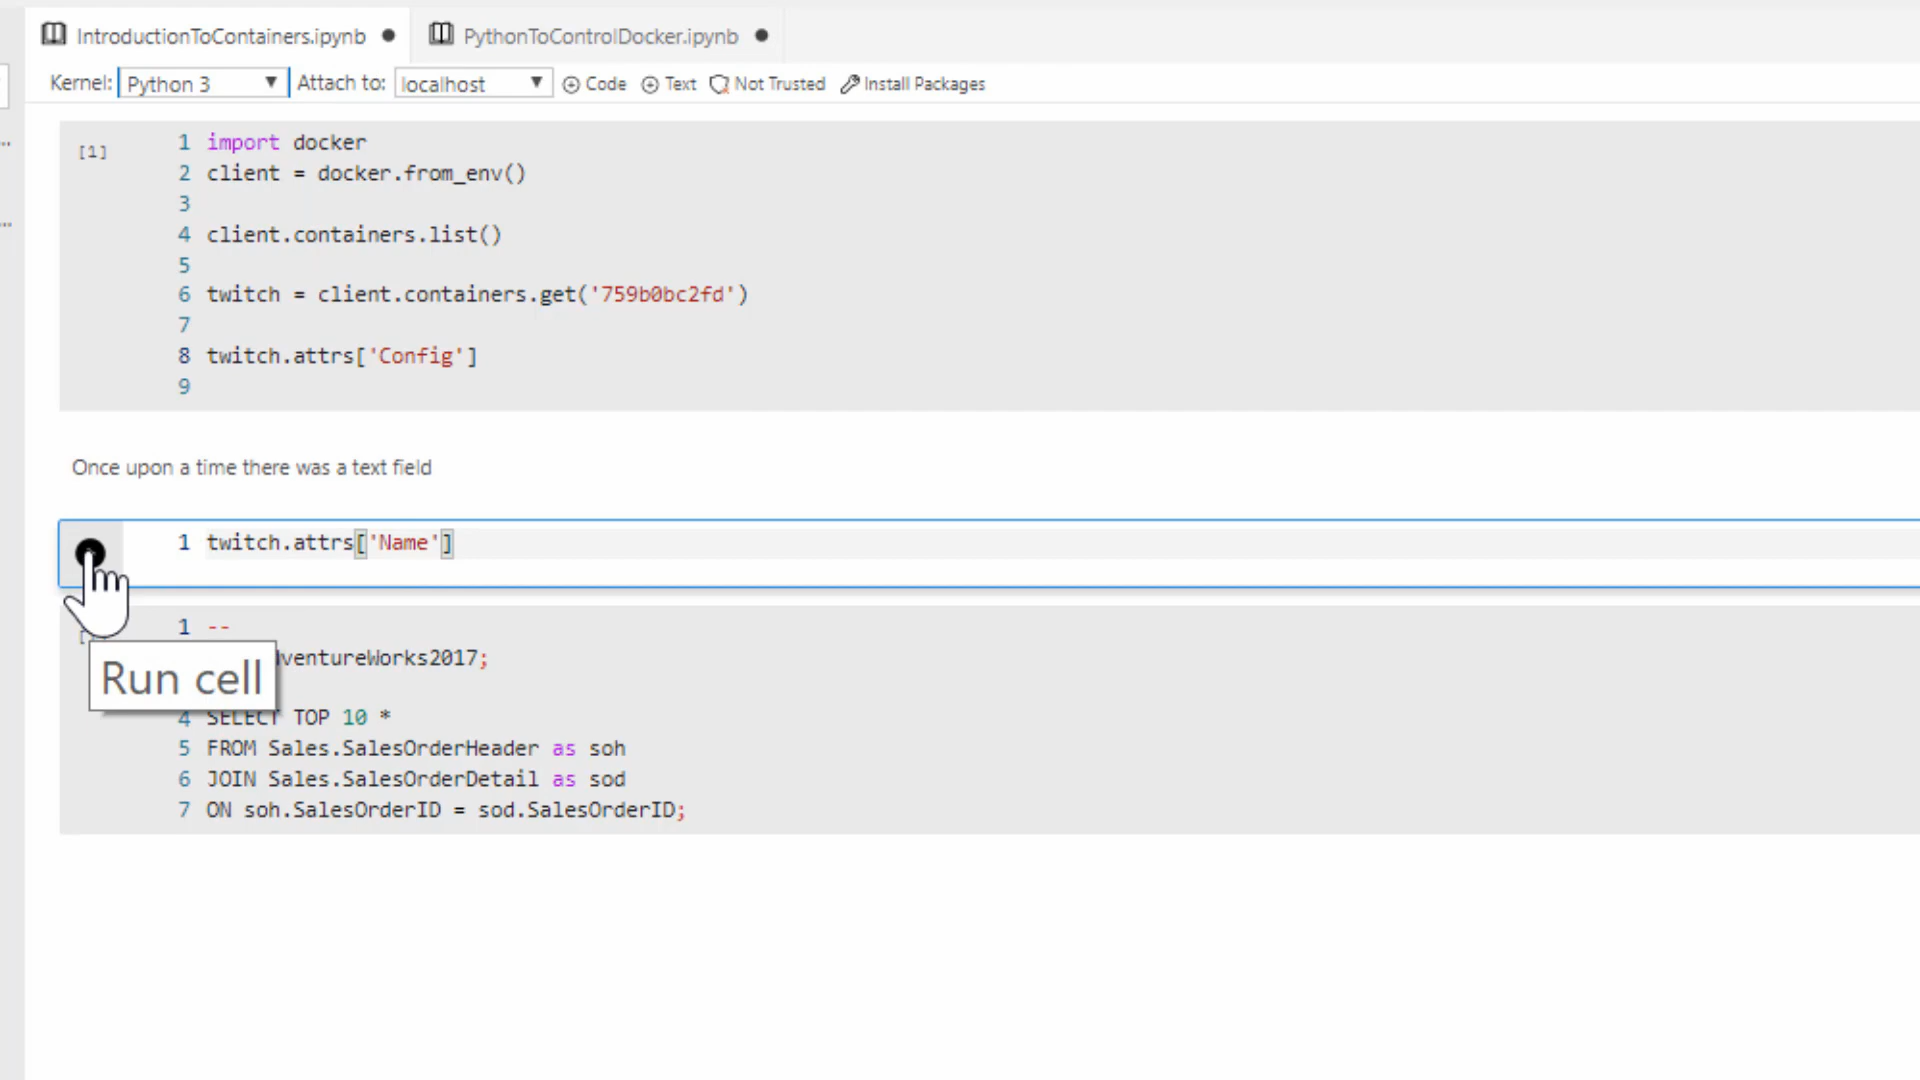 IntroductionToContainers.ipynb ● PythonToControlDocker.ipynb ●
Kernel: Python 3 ▼ Attach to: localhost ▼ Code Text Not Trusted Install Packages
[1]
1 import docker
2 client = docker.from_env()
3
4 client.containers.list()
5
6 twitch = client.containers.get('759b0bc2fd')
7
8 twitch.attrs['Config']
9
Once upon a time there was a text field
1 twitch.attrs['Name']
1 --
ventureWorks2017;
Run cell
4 SELECT TOP 10 *
5 FROM Sales.SalesOrderHeader as soh
6 JOIN Sales.SalesOrderDetail as sod
7 ON soh.SalesOrderID = sod.SalesOrderID;